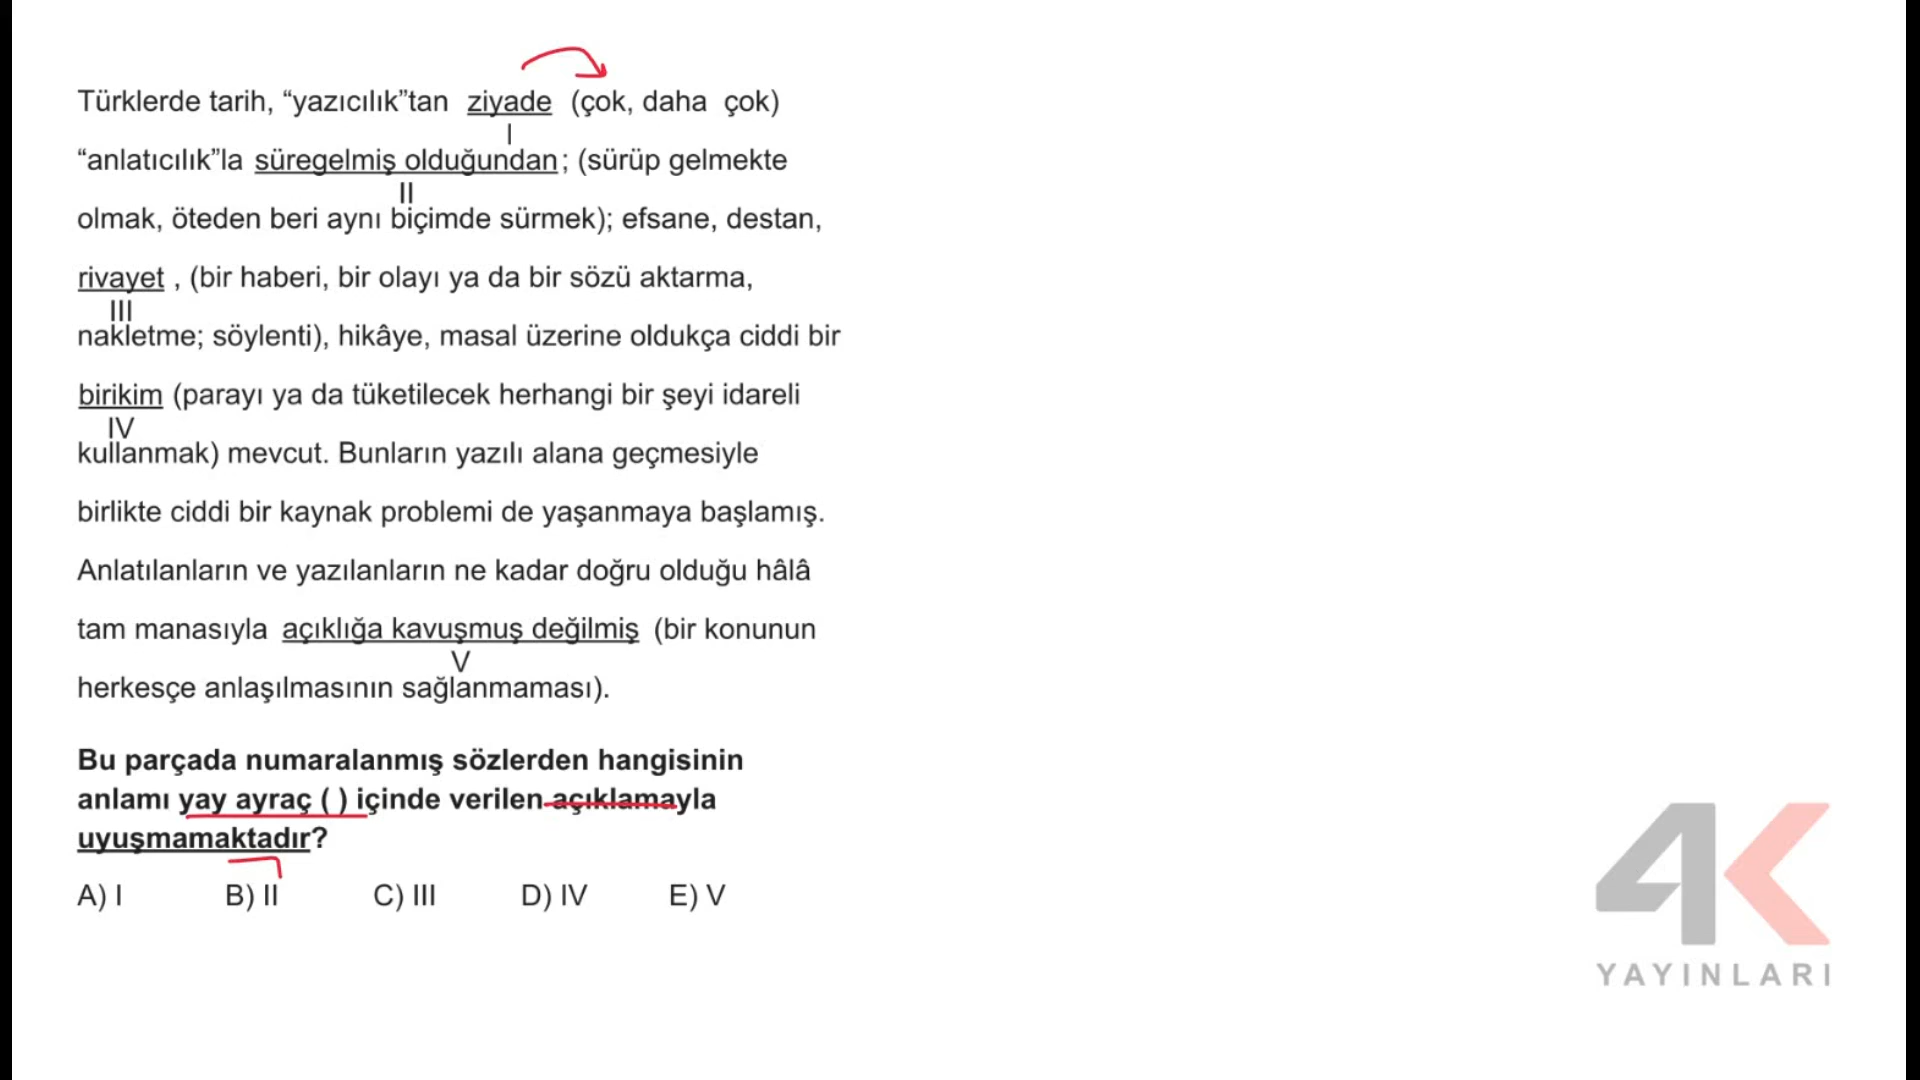 Türklerde tarih, “yazıcılık”tan ziyade (çok, daha çok)
I
“anlatıcılık”la süregelmiş olduğundan; (sürüp gelmekte
II
olmak, öteden beri aynı biçimde sürmek); efsane, destan,
rivayet , (bir haberi, bir olayı ya da bir sözü aktarma,
III
nakletme; söylenti), hikâye, masal üzerine oldukça ciddi bir
birikim (parayı ya da tüketilecek herhangi bir şeyi idareli
IV
kullanmak) mevcut. Bunların yazılı alana geçmesiyle
birlikte ciddi bir kaynak problemi de yaşanmaya başlamış.
Anlatılanların ve yazılanların ne kadar doğru olduğu hâlâ
tam manasıyla açıklığa kavuşmuş değilmiş (bir konunun
V
herkesçe anlaşılmasının sağlanmaması).
Bu parçada numaralanmış sözlerden hangisinin
anlamı yay ayraç ( ) içinde verilen açıklamayla
uyuşmamaktadır?
A) I B) II C) III D) IV E) V
4K
YAYINLARI